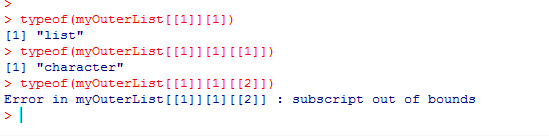 >
> typeof(myOuterList[[1]][1])
[1] "list"
> typeof(myOuterList[[1]][1][[1]])
[1] "character"
> typeof(myOuterList[[1]][1][[2]])
Error in myOuterList[[1]][1][[2]] : subscript out of bounds
>